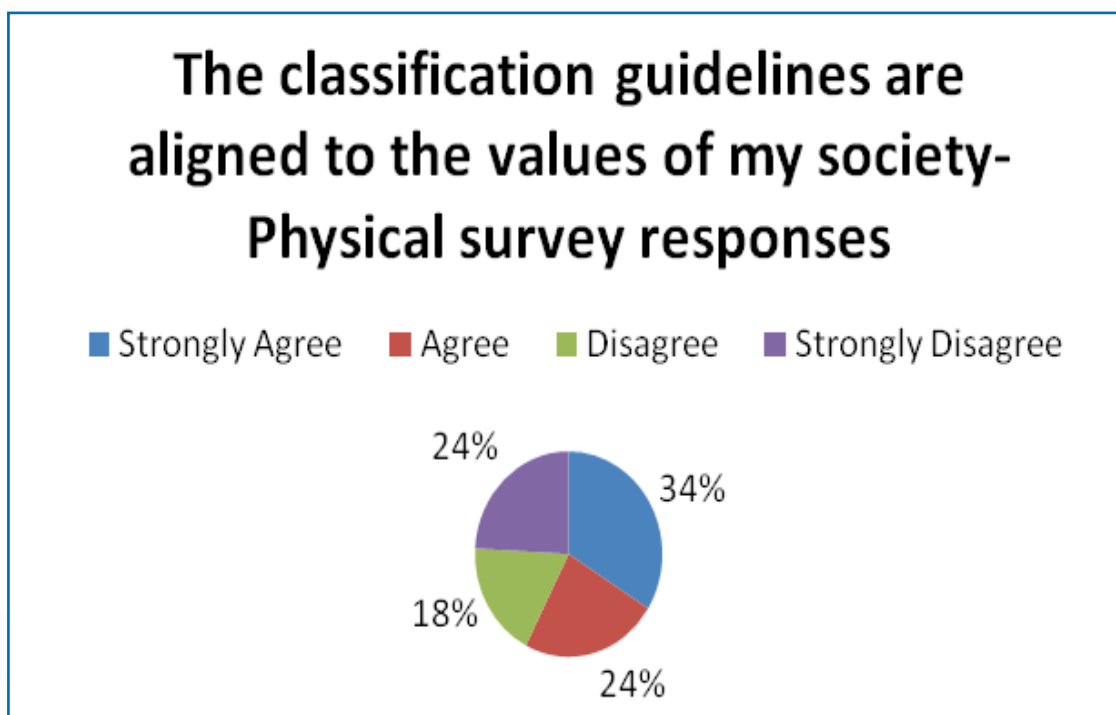 The classification guidelines are
aligned to the values of my society-
Physical survey responses
Strongly Agree Agree Disagree Strongly Disagree
24%
34%
18%
24%